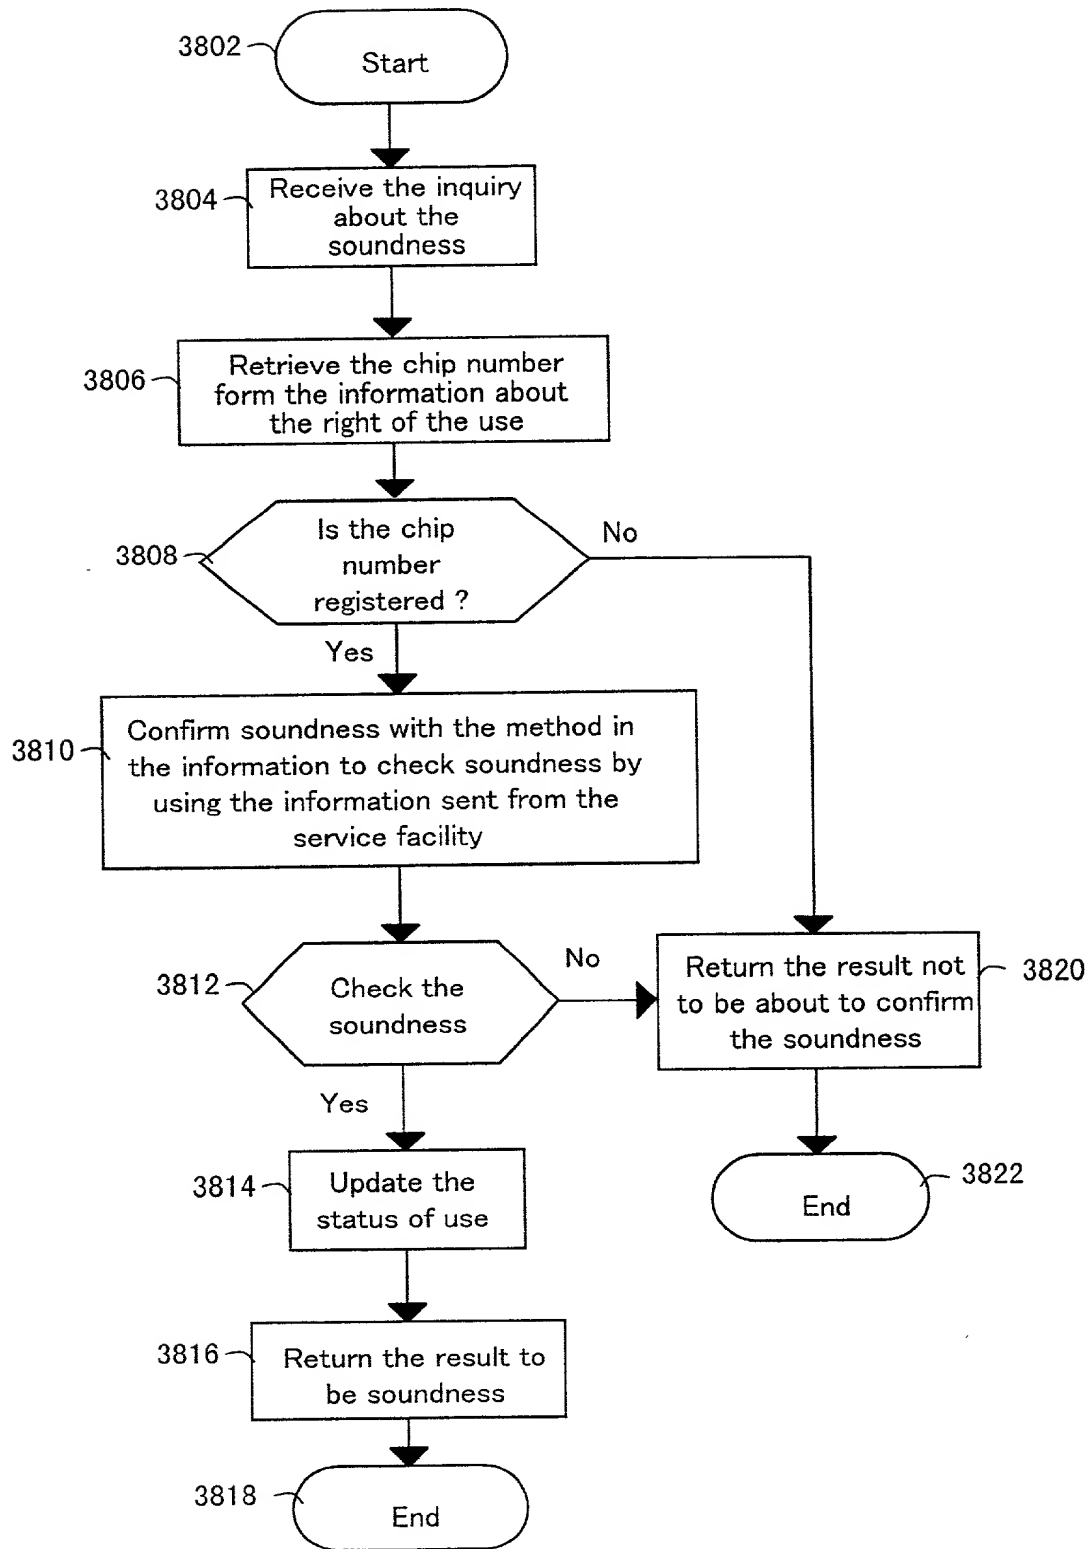 3802
Start
3804
Receive the inquiry
about the
soundness
3806
Retrieve the chip number
form the information about
the right of the use
3808
Is the chip
number
registered ?
No
Yes
3810
Confirm soundness with the method in
the information to check soundness by
using the information sent from the
service facility
3812
Check the
soundness
No
Return the result not
to be about to confirm
the soundness
3820
Yes
3814
Update the
status of use
End
3822
3816
Return the result to
be soundness
3818
End